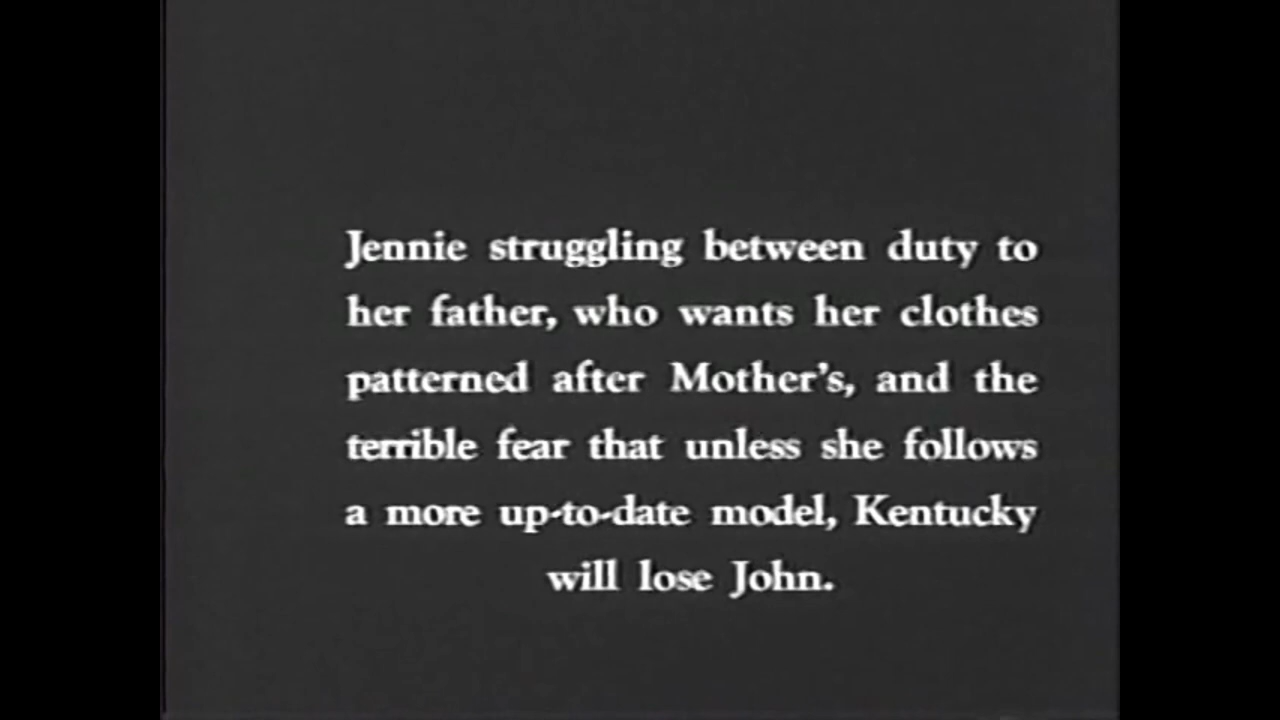 Jennie struggling between duty to
her father, who wants her clothes
patterned after Mother's, and the
terrible fear that unless she follows
a more up-to-date model, Kentucky
will lose John.